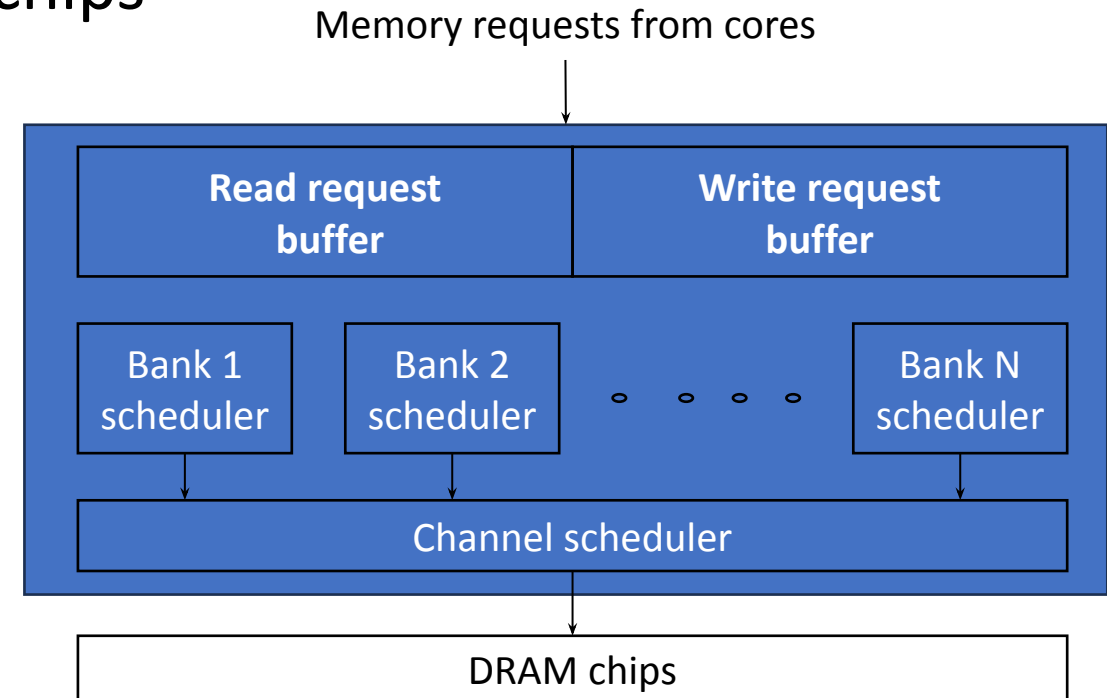 chips
Memory requests from cores
Read request
buffer
Write request
buffer
Bank 1
scheduler
Bank 2
scheduler
Bank N
scheduler
Channel scheduler
DRAM chips